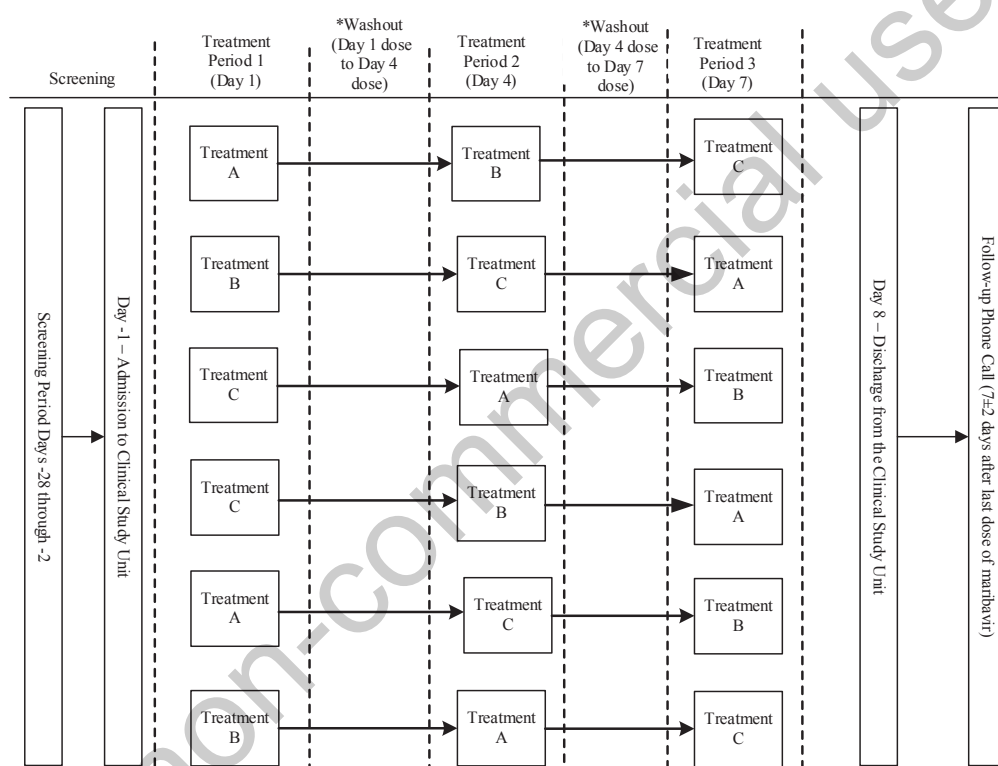 Screening
Treatment
Period 1
(Day 1)
*Washout
(Day 1 dose
to Day 4
dose)
Treatment
Period 2
(Day 4)
*Washout
(Day 4 dose
to Day 7
dose)
Treatment
Period 3
(Day 7)
Screening Period Days -28 through -2
Day -1 – Admission to Clinical Study Unit
Treatment
A
Treatment
B
Treatment
C
Treatment
B
Treatment
C
Treatment
A
Treatment
C
Treatment
A
Treatment
B
Treatment
C
Treatment
B
Treatment
A
Treatment
A
Treatment
C
Treatment
B
Treatment
B
Treatment
A
Treatment
C
Day 8 – Discharge from the Clinical Study Unit
Follow-up Phone Call (7±2 days after last dose of maribavir)
non-commercial use